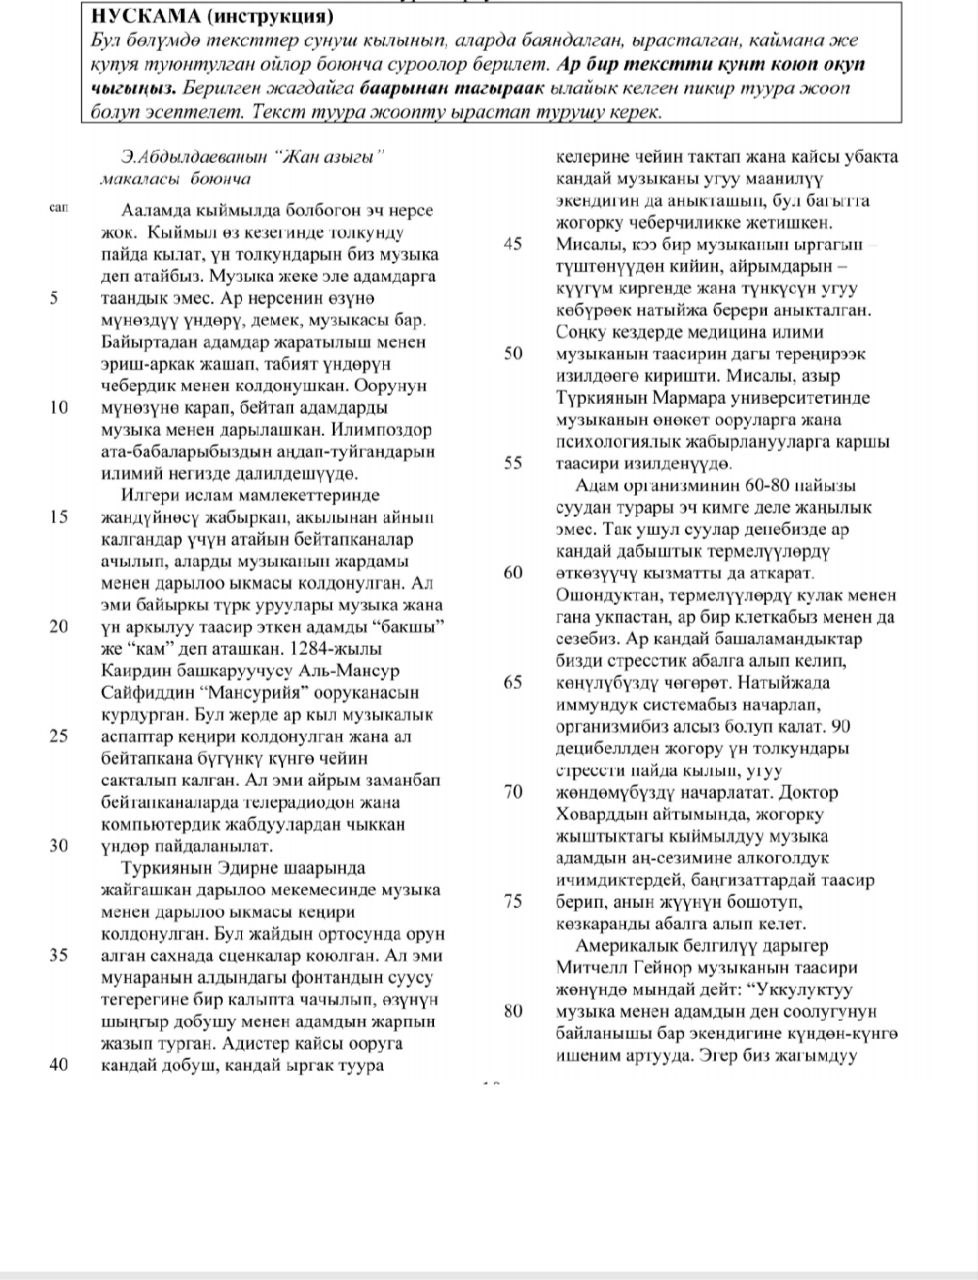 НУСКАМА (инструкция)
Бул бөлүмдө тексттер сунуш кылынып, аларда баяндалган, ырасталган, каймана же
купуя туюнтулган ойлор боюнча суроолор берилет. Ар бир текстти кунт коюп окуп
чыгыңыз. Берилген жагдайга баарынан тагыраак ылайык келген пикир туура жооп
болуп эсептелет. Текст туура жоопту ырастап турушу керек.
Э.Абдылдаеванын “Жан азыгы”
макаласы боюнча
сап
Ааламда кыймылда болбогон эч нерсе
жок. Кыймыл өз кезегинде толкунду
пайда кылат, үн толкундарын биз музыка
деп атайбыз. Музыка жеке эле адамдарга
5 таандык эмес. Ар нерсенин өзүнө
мүнөздүү үндөрү, демек, музыкасы бар.
Байыртадан адамдар жаратылыш менен
эриш-аркак жашап, табият үндөрүн
чебердик менен колдонушкан. Оорунун
10 мүнөзүнө карап, бейтап адамдарды
музыка менен дарылашкан. Илимпоздор
ата-бабаларыбыздын аңдап-туйгандарын
илимий негизде далилдешүүдө.
Илгери ислам мамлекеттеринде
15 жандүйнөсү жабыркап, акылынан айнып
калгандар үчүн атайын бейтапканалар
ачылып, аларды музыканын жардамы
менен дарылоо ыкмасы колдонулган. Ал
эми байыркы түрк уруулары музыка жана
20 үн аркылуу таасир эткен адамды “бакшы”
же “кам” деп аташкан. 1284-жылы
Каирдин башкаруучусу Аль-Мансур
Сайфиддин “Мансурийя” ооруканасын
курдурган. Бул жерде ар кыл музыкалык
25 аспаптар кеңири колдонулган жана ал
бейтапкана бүгүнкү күнгө чейин
сакталып калган. Ал эми айрым заманбап
бейтапканаларда телерадиодон жана
компьютердик жабдуулардан чыккан
30 үндөр пайдаланылат.
Туркиянын Эдирне шаарында
жайгашкан дарылоо мекемесинде музыка
менен дарылоо ыкмасы кеңири
колдонулган. Бул жайдын ортосунда орун
35 алган сахнада сценкалар коюлган. Ал эми
мунаранын алдындагы фонтандын суусу
тегерегине бир калыпта чачылып, өзүнүн
шыңгыр добушу менен адамдын жарпын
жазып турган. Адистер кайсы ооруга
40 кандай добуш, кандай ыргак туура
келерине чейин тактап жана кайсы убакта
кандай музыканы угуу маанилүү
экендигин да аныкташып, бул багытта
жогорку чеберчиликке жетишкен.
45 Мисалы, кээ бир музыканын ыргагын –
түштөнүүдөн кийин, айрымдарын –
күүгүм киргенде жана түнкүсүн угуу
көбүрөөк натыйжа берери аныкталган.
Соңку кездерде медицина илими
50 музыканын таасирин дагы тереңирээк
изилдөөгө киришти. Мисалы, азыр
Түркиянын Мармара университетинде
музыканын өнөкөт ооруларга жана
психологиялык жабырлануулараа каршы
55 таасири изилденүүдө.
Адам организминин 60-80 пайызы
суудан турары эч кимге деле жаңылык
эмес. Так ушул суулар денебизде ар
кандай дабыштык термелүүлөрдү
60 өткөзүүчү кызматты да аткарат.
Ошондуктан, термелүүлөрдү кулак менен
гана укпастан, ар бир клеткабыз менен да
сезебиз. Ар кандай башаламандыктар
бизди стресстик абалга алып келип,
65 көңүлүбүздү чөгөрөт. Натыйжада
иммундук системабыз начарлап,
организмибиз алсыз болуп калат. 90
децибеллден жогору үн толкундары
стрессти пайда кылып, угуу
70 жөндөмүбүздү начарлатат. Доктор
Ховарддын айтымында, жогорку
жыштыктагы кыймылдуу музыка
адамдын аң-сезимине алкоголдук
ичимдиктердей, баңгизаттардай таасир
75 берип, анын жүүнүн бошотуп,
көзкаранды абалга алып келет.
Америкалык белгилүү дарыгер
Митчелл Гейнор музыканын таасири
жөнүндө мындай дейт: “Уккулуктуу
80 музыка менен адамдын ден соолугунун
байланышы бар экендигине күндөн-күнгө
ишеним артууда. Эгер биз жагымдуу